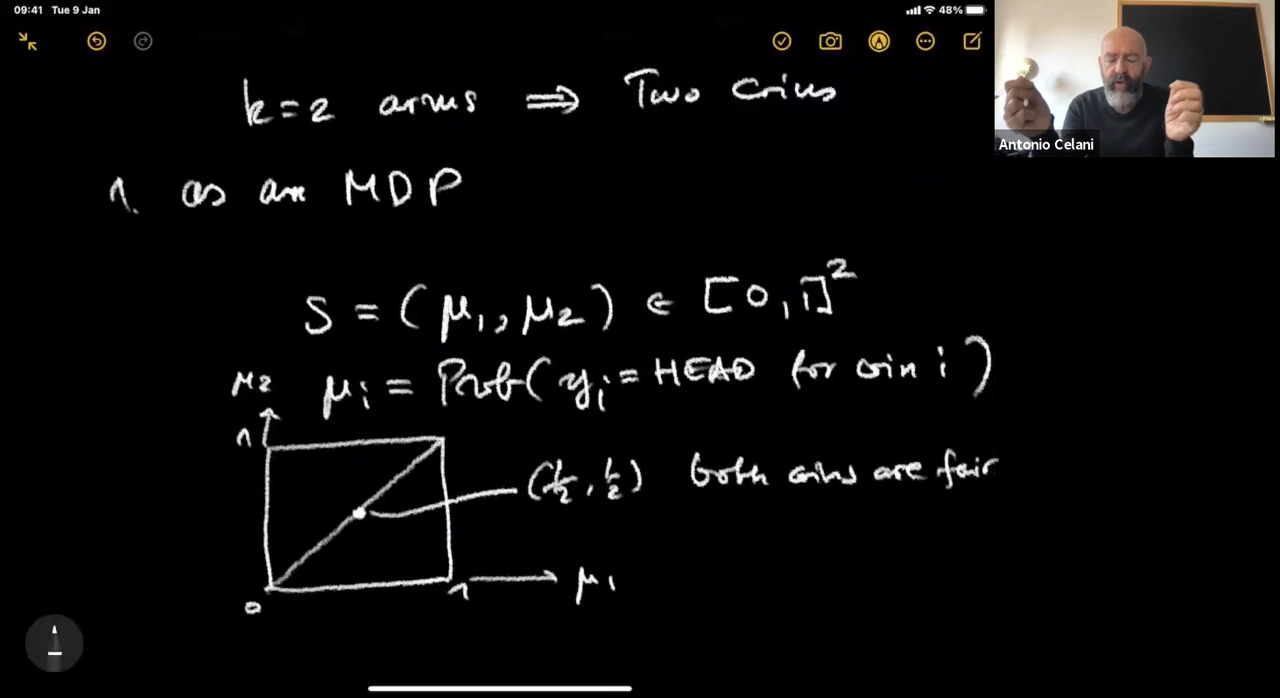 09:41 Tue 9 Jan
48%
k=2 arms ⇒ Two Coins
Antonio Celani
1. as an MDP
S = (μ1, μ2) ∈ [0,1]²
μi = Prob( yi = HEAD for coin i )
μ2
1
(1/2, 1/2) both coins are fair
0
1
μ1